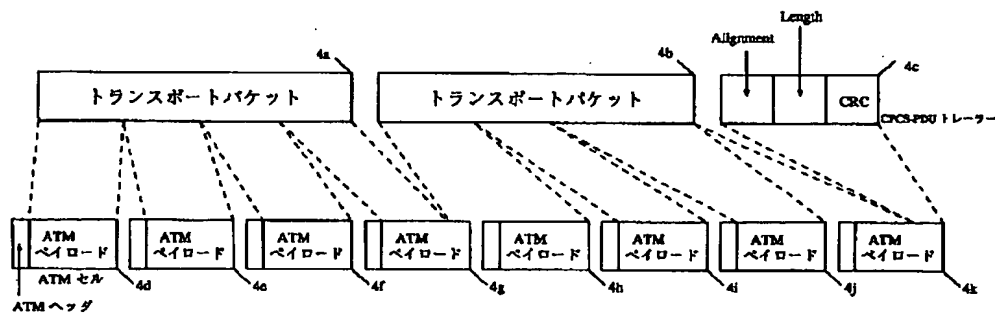 Length
Alignment
4a
4b
4c
トランスポートパケット
トランスポートパケット
CRC
CPCS-PDU トレーラー
ATM
ペイロード
ATM
ペイロード
ATM
ペイロード
ATM
ペイロード
ATM
ペイロード
ATM
ペイロード
ATM
ペイロード
ATM
ペイロード
ATM セル
4d
4e
4f
4g
4h
4i
4j
4k
ATM ヘッダ